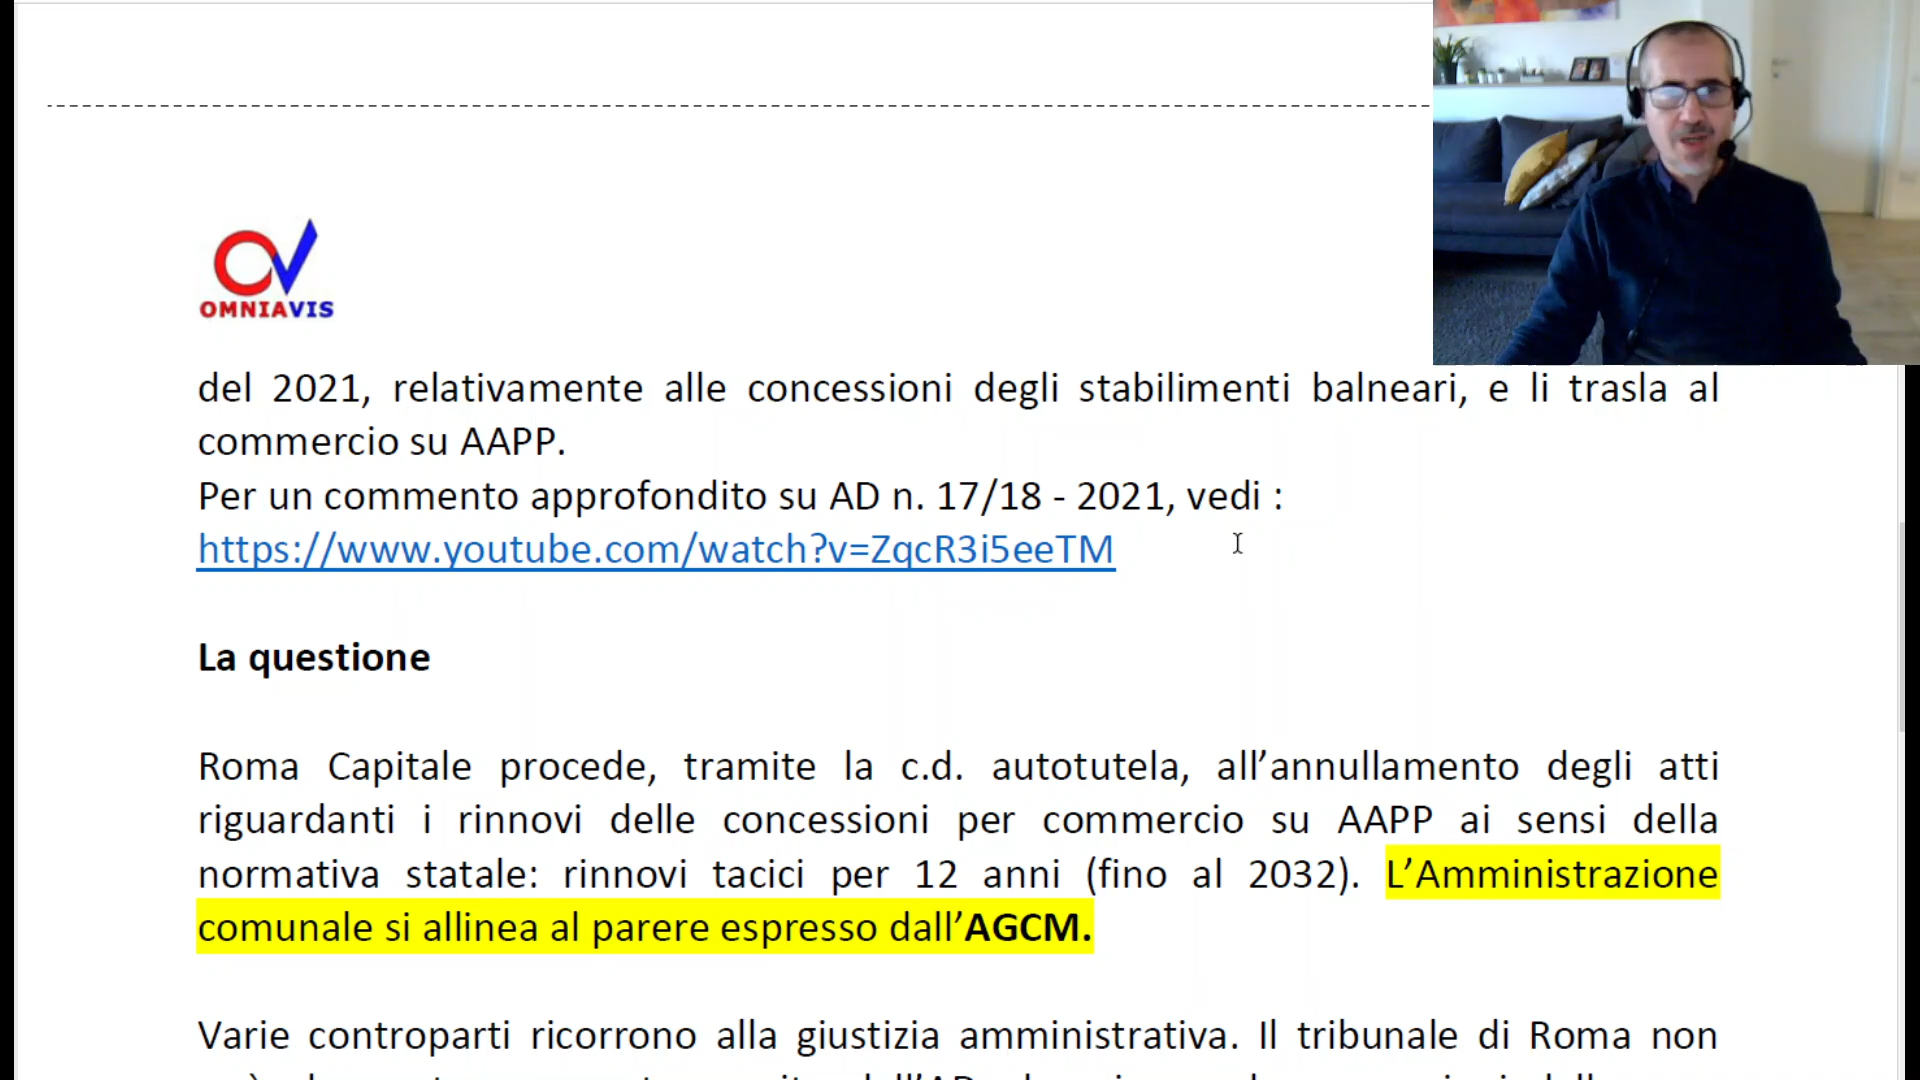 OMNIAVIS
del 2021, relativamente alle concessioni degli stabilimenti balneari, e li trasla al
commercio su AAPP.
Per un commento approfondito su AD n. 17/18 - 2021, vedi :
https://www.youtube.com/watch?v=ZqcR3i5eeTM
La questione
Roma Capitale procede, tramite la c.d. autotutela, all’annullamento degli atti
riguardanti i rinnovi delle concessioni per commercio su AAPP ai sensi della
normativa statale: rinnovi tacici per 12 anni (fino al 2032). L’Amministrazione
comunale si allinea al parere espresso dall’AGCM.
Varie controparti ricorrono alla giustizia amministrativa. Il tribunale di Roma non